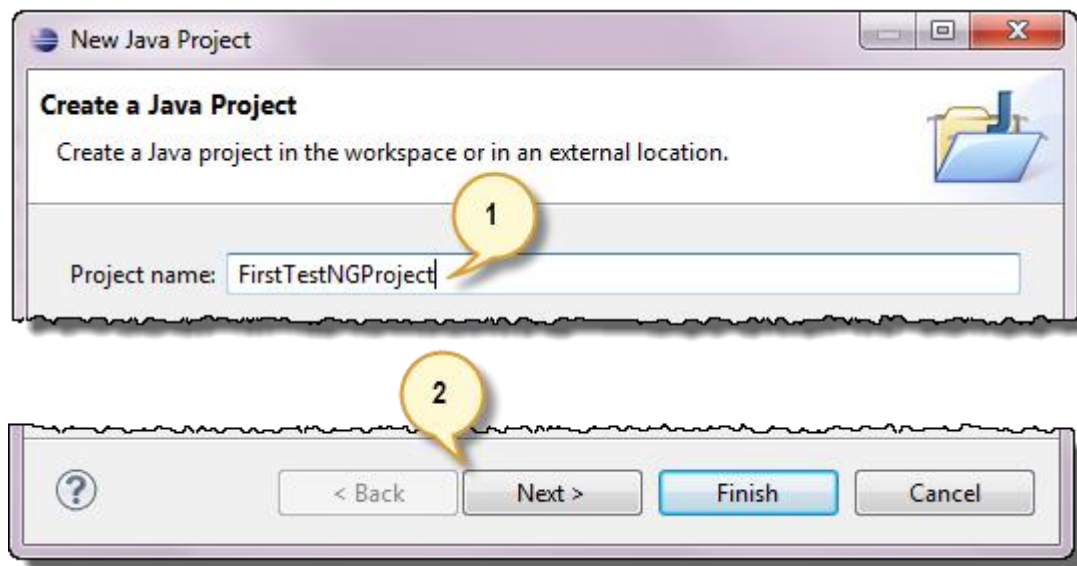 New Java Project
Create a Java Project
Create a Java project in the workspace or in an external location.
1
Project name: FirstTestNGProject
2
? < Back Next > Finish Cancel